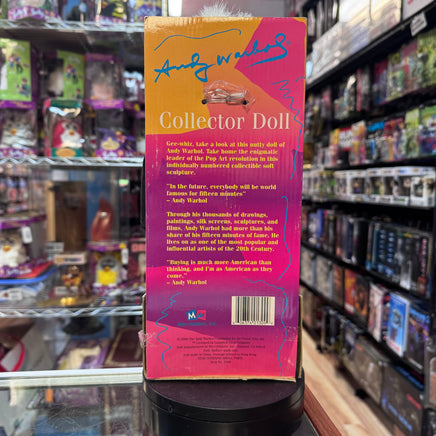 Andy Warhol
Collector Doll
Gee-whiz, take a look at this nutty doll of
Andy Warhol. Take home the enigmatic
leader of the Pop Art revolution in this
individually numbered collectible soft
sculpture.
"In the future, everybody will be world
famous for fifteen minutes"
– Andy Warhol
Through his thousands of drawings,
paintings, silk screens, sculptures, and
films, Andy Warhol had more than his
share of his fifteen minutes of fame. He
lives on as one of the most popular and
influential artists of the 20th Century.
"Buying is much more American than
thinking, and I'm as American as they
come."
– Andy Warhol